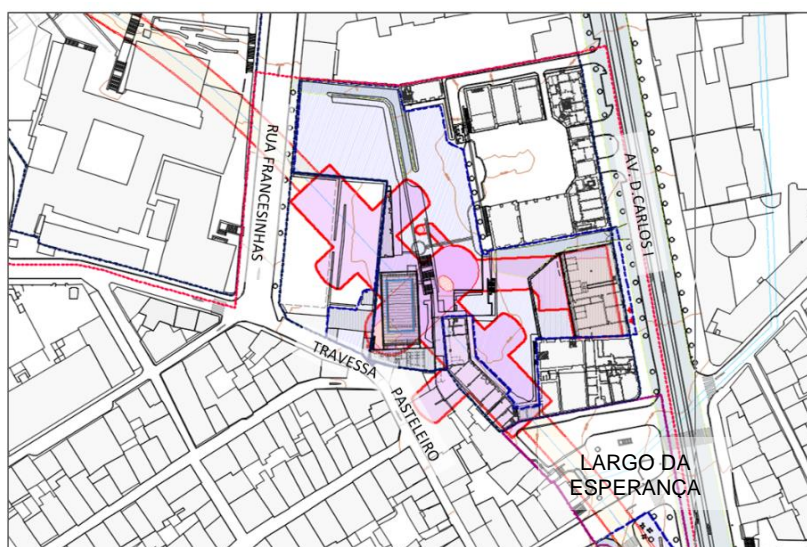 RUA FRANCESINHAS
AV. D.CARLOS I
TRAVESSA
PASTELEIRO
LARGO DA
ESPERANÇA